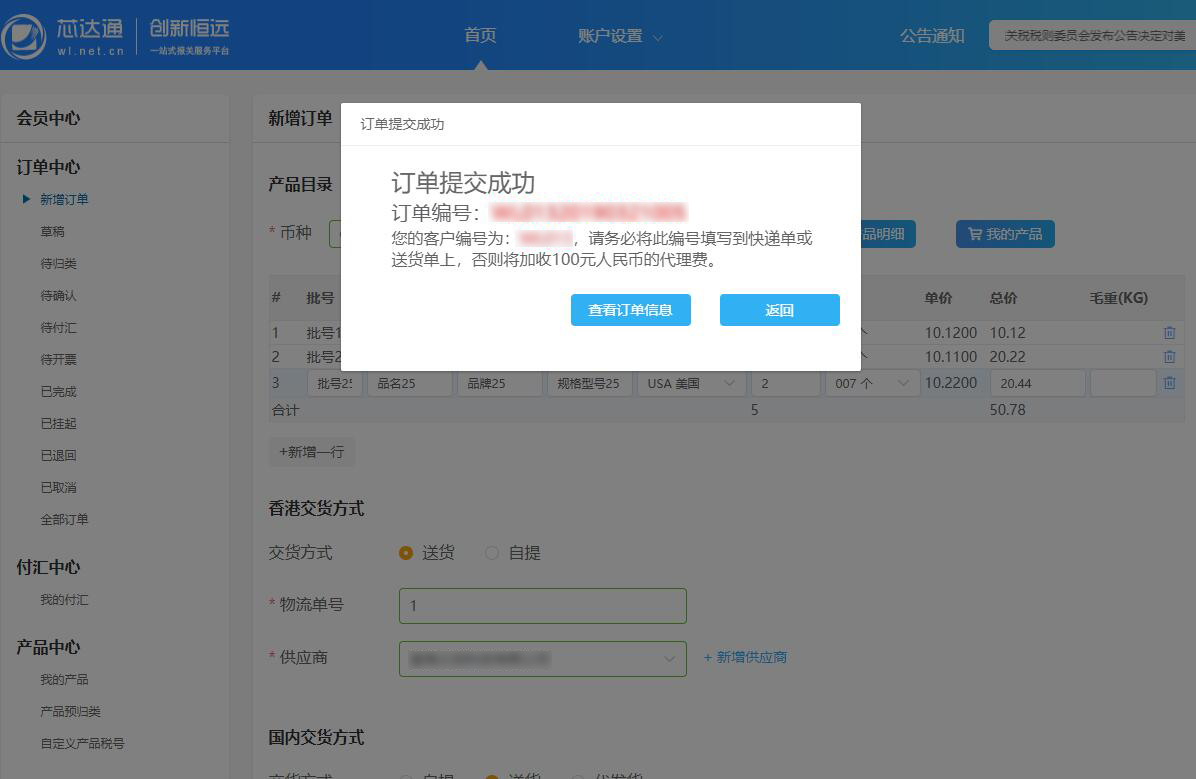 芯达通 创新恒远
wl.net.cn 一站式报关服务平台
首页 账户设置 公告通知 关税税则委员会发布公告决定对美
会员中心
订单中心
新增订单
草稿
待归类
待确认
待付汇
待开票
已完成
已挂起
已退回
已取消
全部订单
付汇中心
我的付汇
产品中心
我的产品
产品预归类
自定义产品税号
新增订单
产品目录
* 币种 品明细 我的产品
订单提交成功
订单提交成功
订单编号：
您的客户编号为： ，请务必将此编号填写到快递单或
送货单上，否则将加收100元人民币的代理费。
查看订单信息 返回
# 批号 单价 总价 毛重(KG)
1 批号1 10.1200 10.12
2 批号2 10.1100 20.22
3 批号25 品名25 品牌25 规格型号25 USA 美国 2 007 个 10.2200 20.44
合计 5 50.78
+新增一行
香港交货方式
交货方式 送货 自提
* 物流单号 1
* 供应商 + 新增供应商
国内交货方式
交货方式 自提 送货 代发货